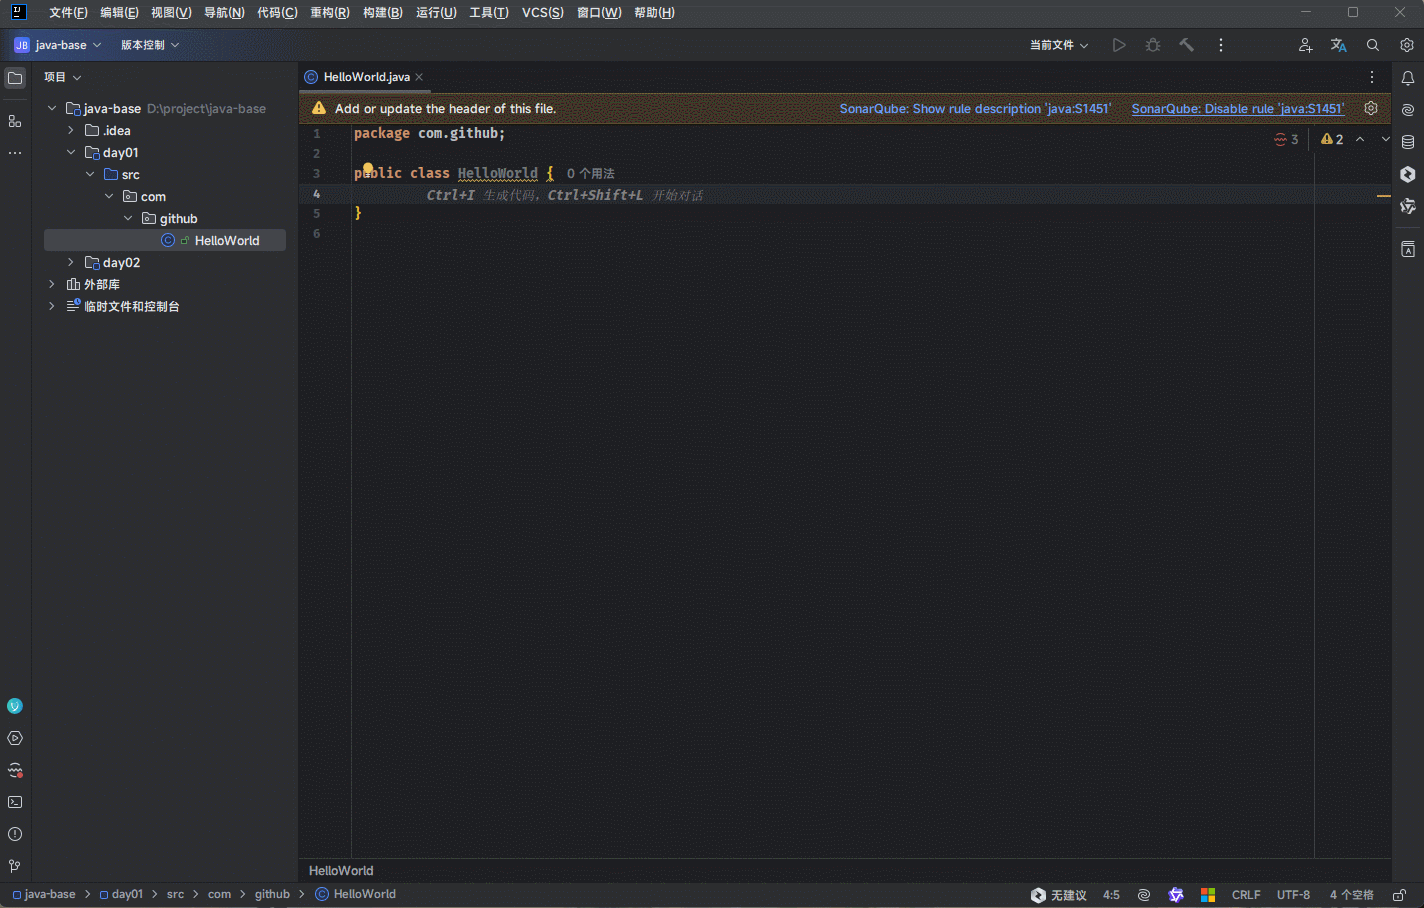 文件(F) 编辑(E) 视图(V) 导航(N) 代码(C) 重构(R) 构建(B) 运行(U) 工具(T) VCS(S) 窗口(W) 帮助(H)
JB java-base 版本控制 当前文件
项目
java-base D:\project\java-base
.idea
day01
src
com
github
HelloWorld
day02
外部库
临时文件和控制台
HelloWorld.java
Add or update the header of this file. SonarQube: Show rule description 'java:S1451' SonarQube: Disable rule 'java:S1451'
1 package com.github;
3 2
2
3 public class HelloWorld { 0 个用法
4 Ctrl+I 生成代码，Ctrl+Shift+L 开始对话
5 }
6
HelloWorld
java-base > day01 > src > com > github > HelloWorld
无建议 4:5 CRLF UTF-8 4 个空格